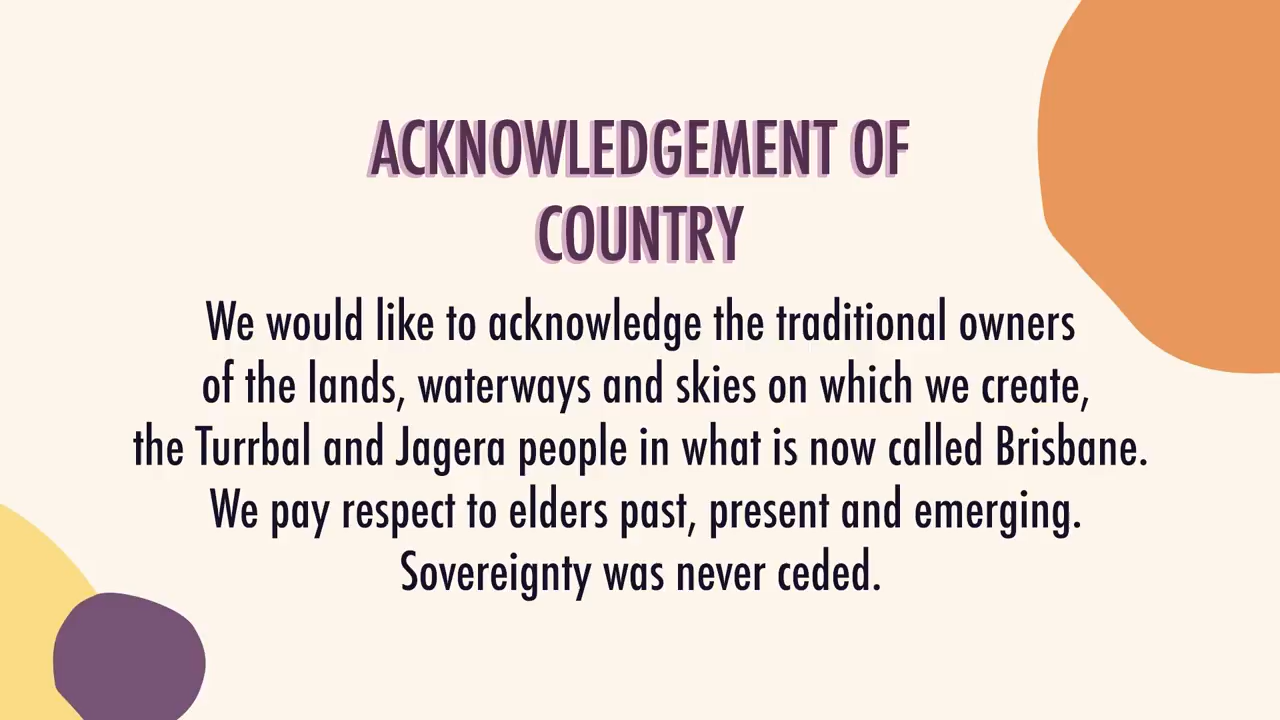 ACKNOWLEDGEMENT OF
COUNTRY
We would like to acknowledge the traditional owners
of the lands, waterways and skies on which we create,
the Turrbal and Jagera people in what is now called Brisbane.
We pay respect to elders past, present and emerging.
Sovereignty was never ceded.